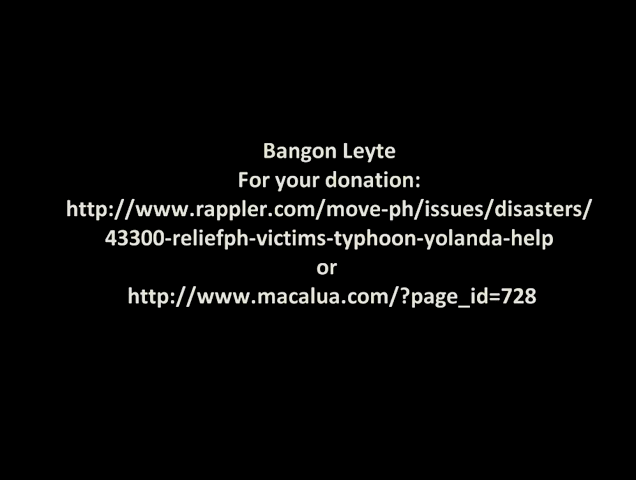 Bangon Leyte
For your donation:
http://www.rappler.com/move-ph/issues/disasters/
43300-reliefph-victims-typhoon-yolanda-help
or
http://www.macalua.com/?page_id=728